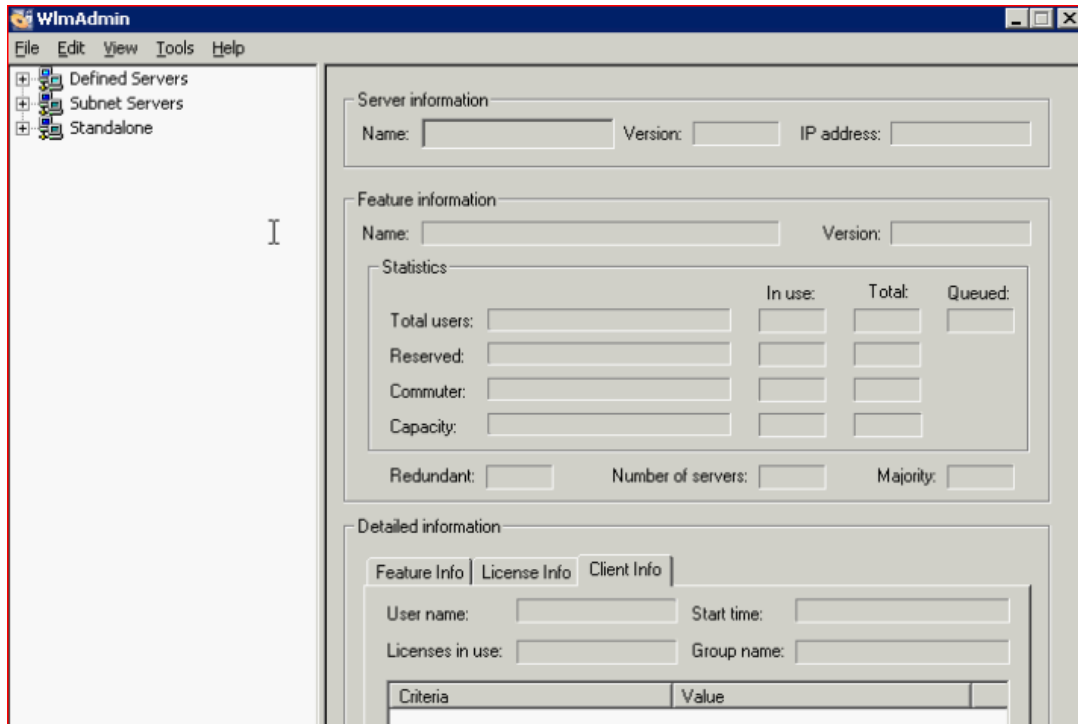 WlmAdmin
File Edit View Tools Help
Defined Servers
Subnet Servers
Standalone
Server information
Name: Version: IP address:
Feature information
Name: Version:
Statistics
In use: Total: Queued:
Total users:
Reserved:
Commuter:
Capacity:
Redundant: Number of servers: Majority:
Detailed information
Feature Info License Info Client Info
User name: Start time:
Licenses in use: Group name:
Criteria Value